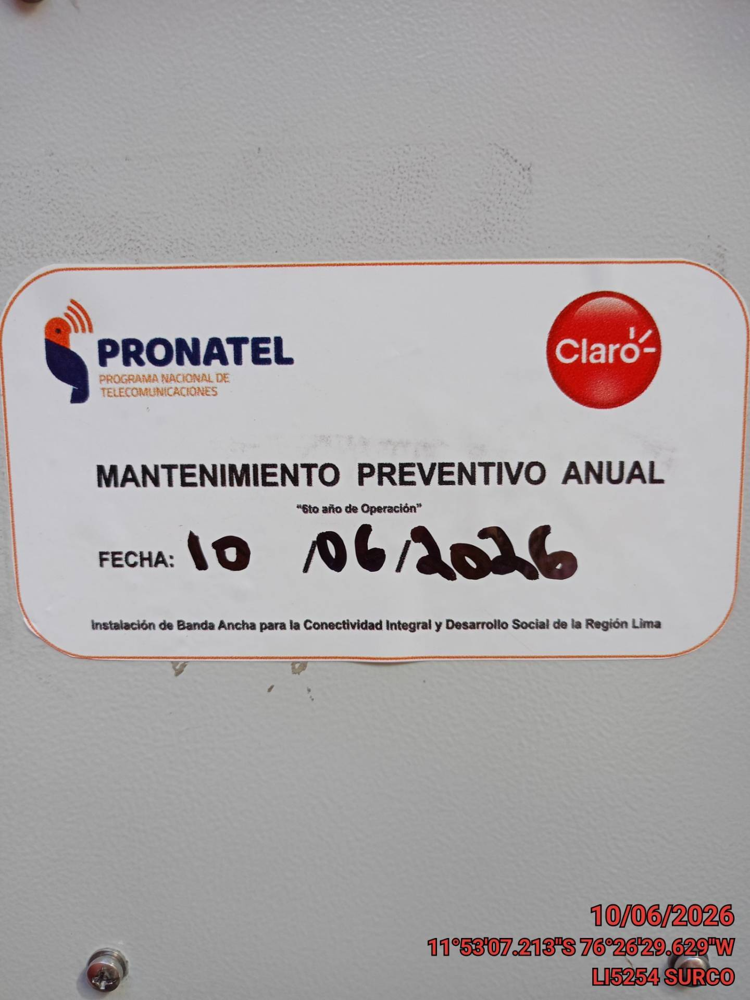 PRONATEL
PROGRAMA NACIONAL DE
TELECOMUNICACIONES
Claro
MANTENIMIENTO PREVENTIVO ANUAL
"6to año de Operación"
FECHA: 10 /06/2026
Instalación de Banda Ancha para la Conectividad Integral y Desarrollo Social de la Región Lima
10/06/2026
11°53'07.213"S 76°26'29.629"W
LI5254 SURCO